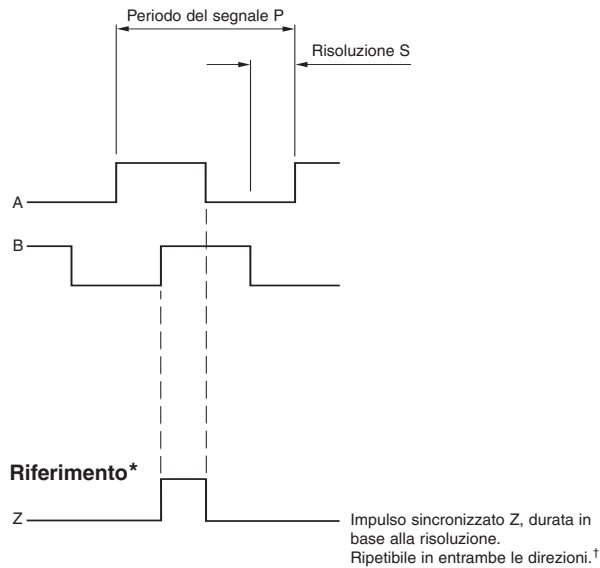 Periodo del segnale P
Risoluzione S
A
B
Riferimento*
Z
Impulso sincronizzato Z, durata in
base alla risoluzione.
Ripetibile in entrambe le direzioni.†